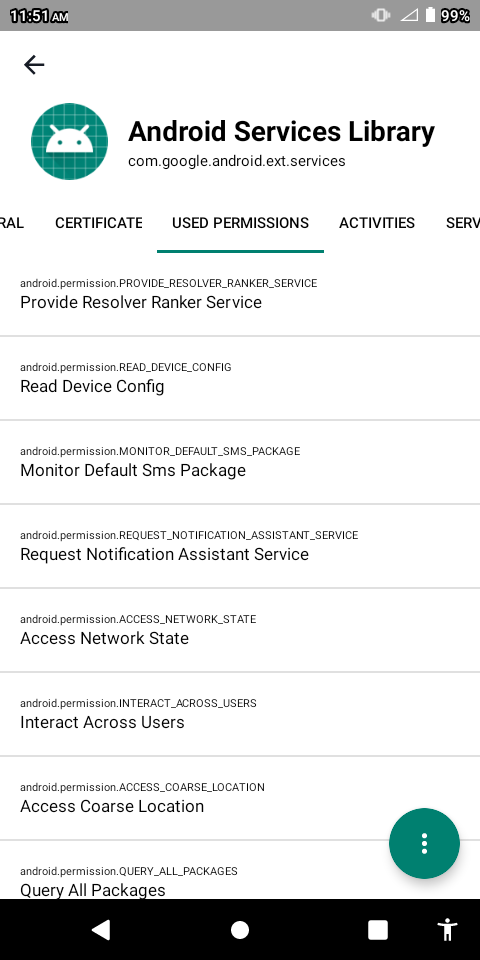 11:51 AM 99%
Android Services Library
com.google.android.ext.services
RAL CERTIFICATE USED PERMISSIONS ACTIVITIES SERV
android.permission.PROVIDE_RESOLVER_RANKER_SERVICE
Provide Resolver Ranker Service
android.permission.READ_DEVICE_CONFIG
Read Device Config
android.permission.MONITOR_DEFAULT_SMS_PACKAGE
Monitor Default Sms Package
android.permission.REQUEST_NOTIFICATION_ASSISTANT_SERVICE
Request Notification Assistant Service
android.permission.ACCESS_NETWORK_STATE
Access Network State
android.permission.INTERACT_ACROSS_USERS
Interact Across Users
android.permission.ACCESS_COARSE_LOCATION
Access Coarse Location
android.permission.QUERY_ALL_PACKAGES
Query All Packages